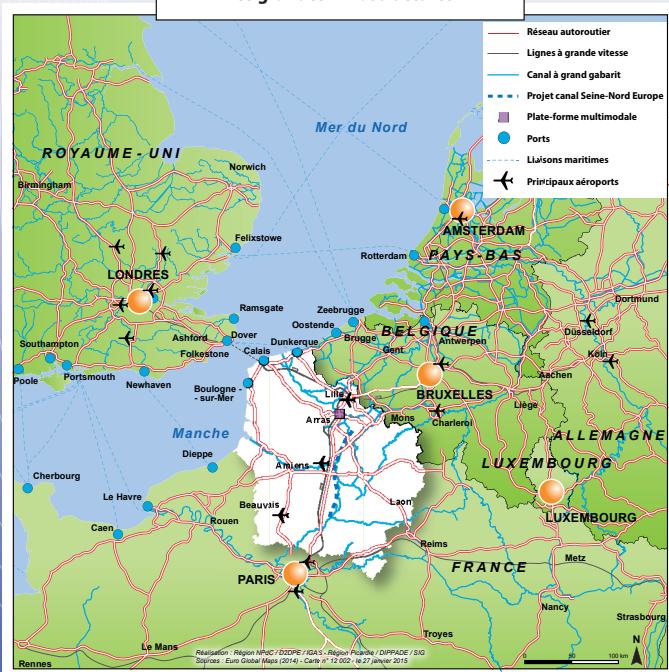 Réseau autoroutier
Lignes à grande vitesse
Canal à grand gabarit
Projet canal Seine-Nord Europe
Plate-forme multimodale
Ports
Liaisons maritimes
Principaux aéroports
Mer du Nord
ROYAUME-UNI
Norwich
Birmingham
AMSTERDAM
Felixstowe
Rotterdam
PAYS-BAS
LONDRES
Dortmund
Ramsgate
Zeebrugge
Düsseldorf
Oostende
BELGIQUE
Ashford
Dover
Brugge
Antwerpen
Southampton
Folkestone
Dunkerque
Gent
Köln
Calais
Portsmouth
Aachen
Poole
Newhaven
Boulogne
- sur-Mer
Lille
BRUXELLES
Liège
Arras
Mons
Charleroi
Manche
ALLEMAGNE
Dieppe
Amiens
LUXEMBOURG
Cherbourg
Le Havre
Beauvais
Laon
LUXEMBOURG
Rouen
Caen
Reims
Metz
PARIS
FRANCE
Nancy
Strasbourg
Troyes
Le Mans
N
Réalisation : Région NPdC / D2DPE / IGAS - Région Picardie / DIPPADE / SIG
Sources : Euro Global Maps (2014) - Carte n° 12 002 - le 27 janvier 2015
0 50 100 km
Rennes